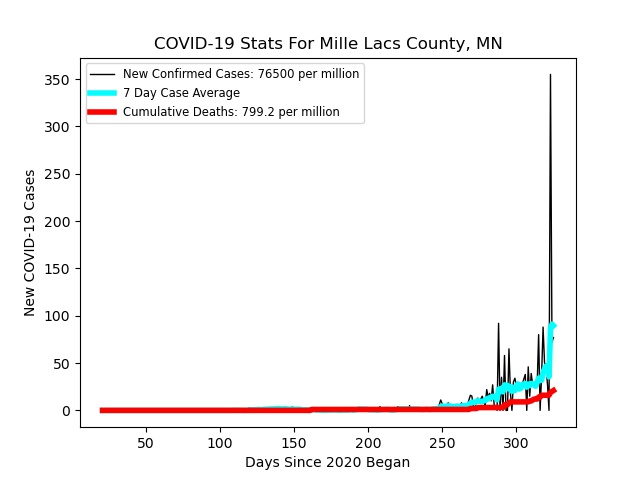 COVID-19 Stats For Mille Lacs County, MN
New Confirmed Cases: 76500 per million
7 Day Case Average
Cumulative Deaths: 799.2 per million
New COVID-19 Cases
350
300
250
200
150
100
50
0
50 100 150 200 250 300
Days Since 2020 Began